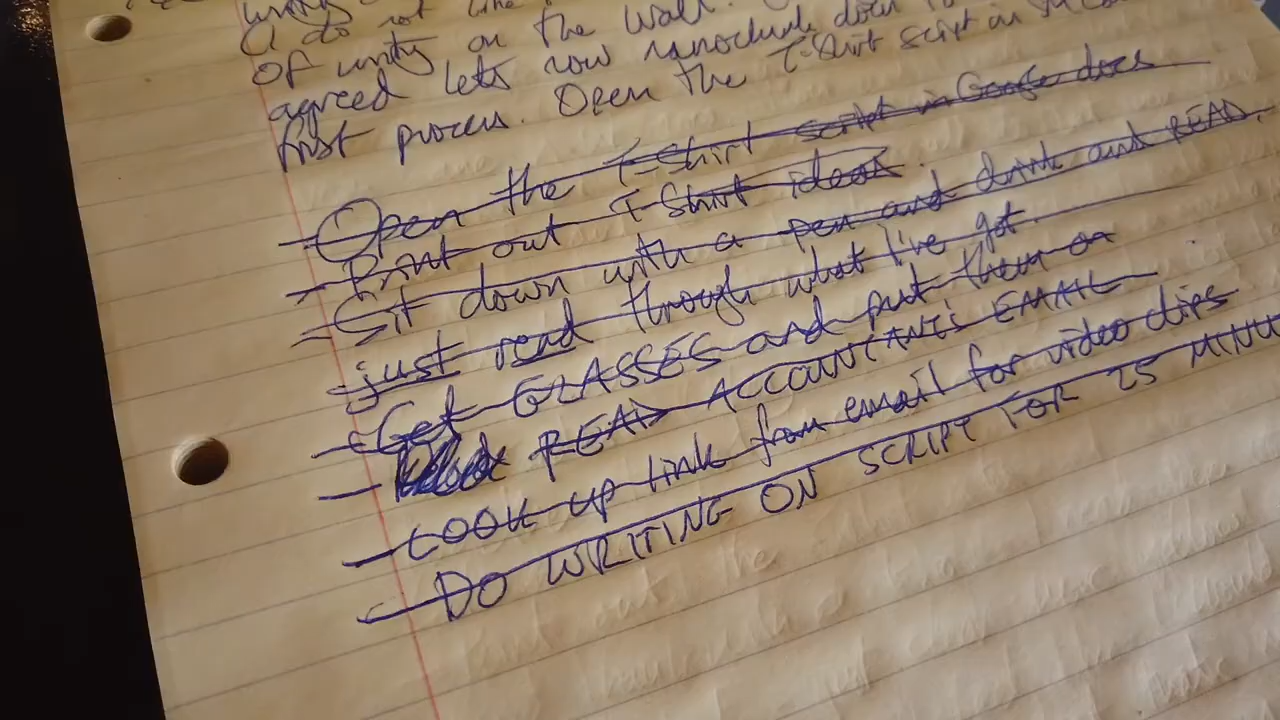 U do not like
of unity on the wall.
agreed lets now down
first process. Open the T-Shirt script in
- Open the T-Shirt script in Google docs
- Print out T-Shirt ideas.
- Sit down with a pen and drink and READ.
just read through what I've got.
- Get GLASSES and put them on
- READ ACCOUNTANT'S EMAIL
- LOOK up link from email for video clips
- DO WRITING ON SCRIPT FOR 25 MINU